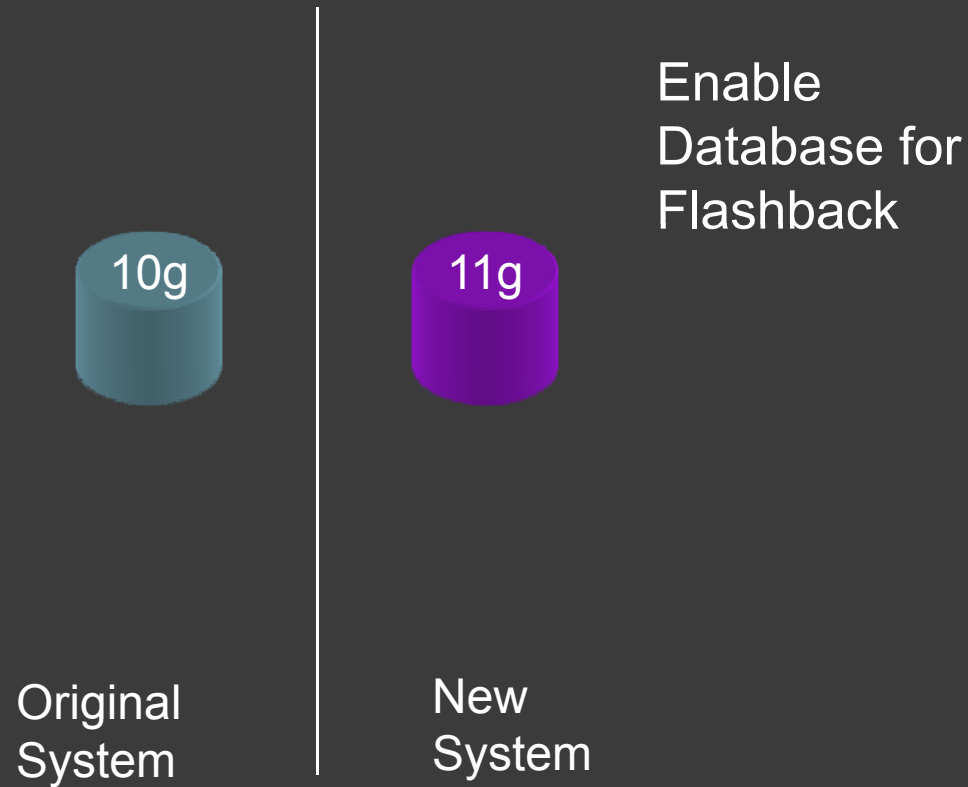 Enable
Database for
Flashback
10g
11g
Original
System
New
System